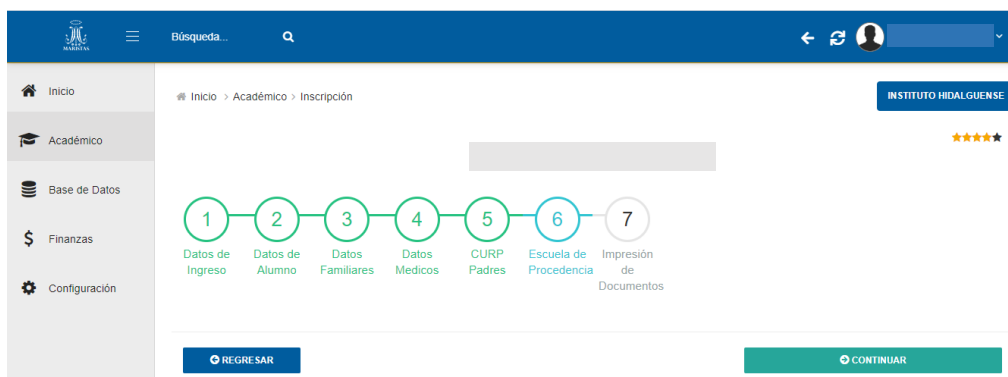 MARISTAS
Búsqueda...
Inicio
Académico
Base de Datos
Finanzas
Configuración
Inicio > Académico > Inscripción
INSTITUTO HIDALGUENSE
1
Datos de
Ingreso
2
Datos de
Alumno
3
Datos
Familiares
4
Datos
Medicos
5
CURP
Padres
6
Escuela de
Procedencia
7
Impresión
de
Documentos
REGRESAR
CONTINUAR